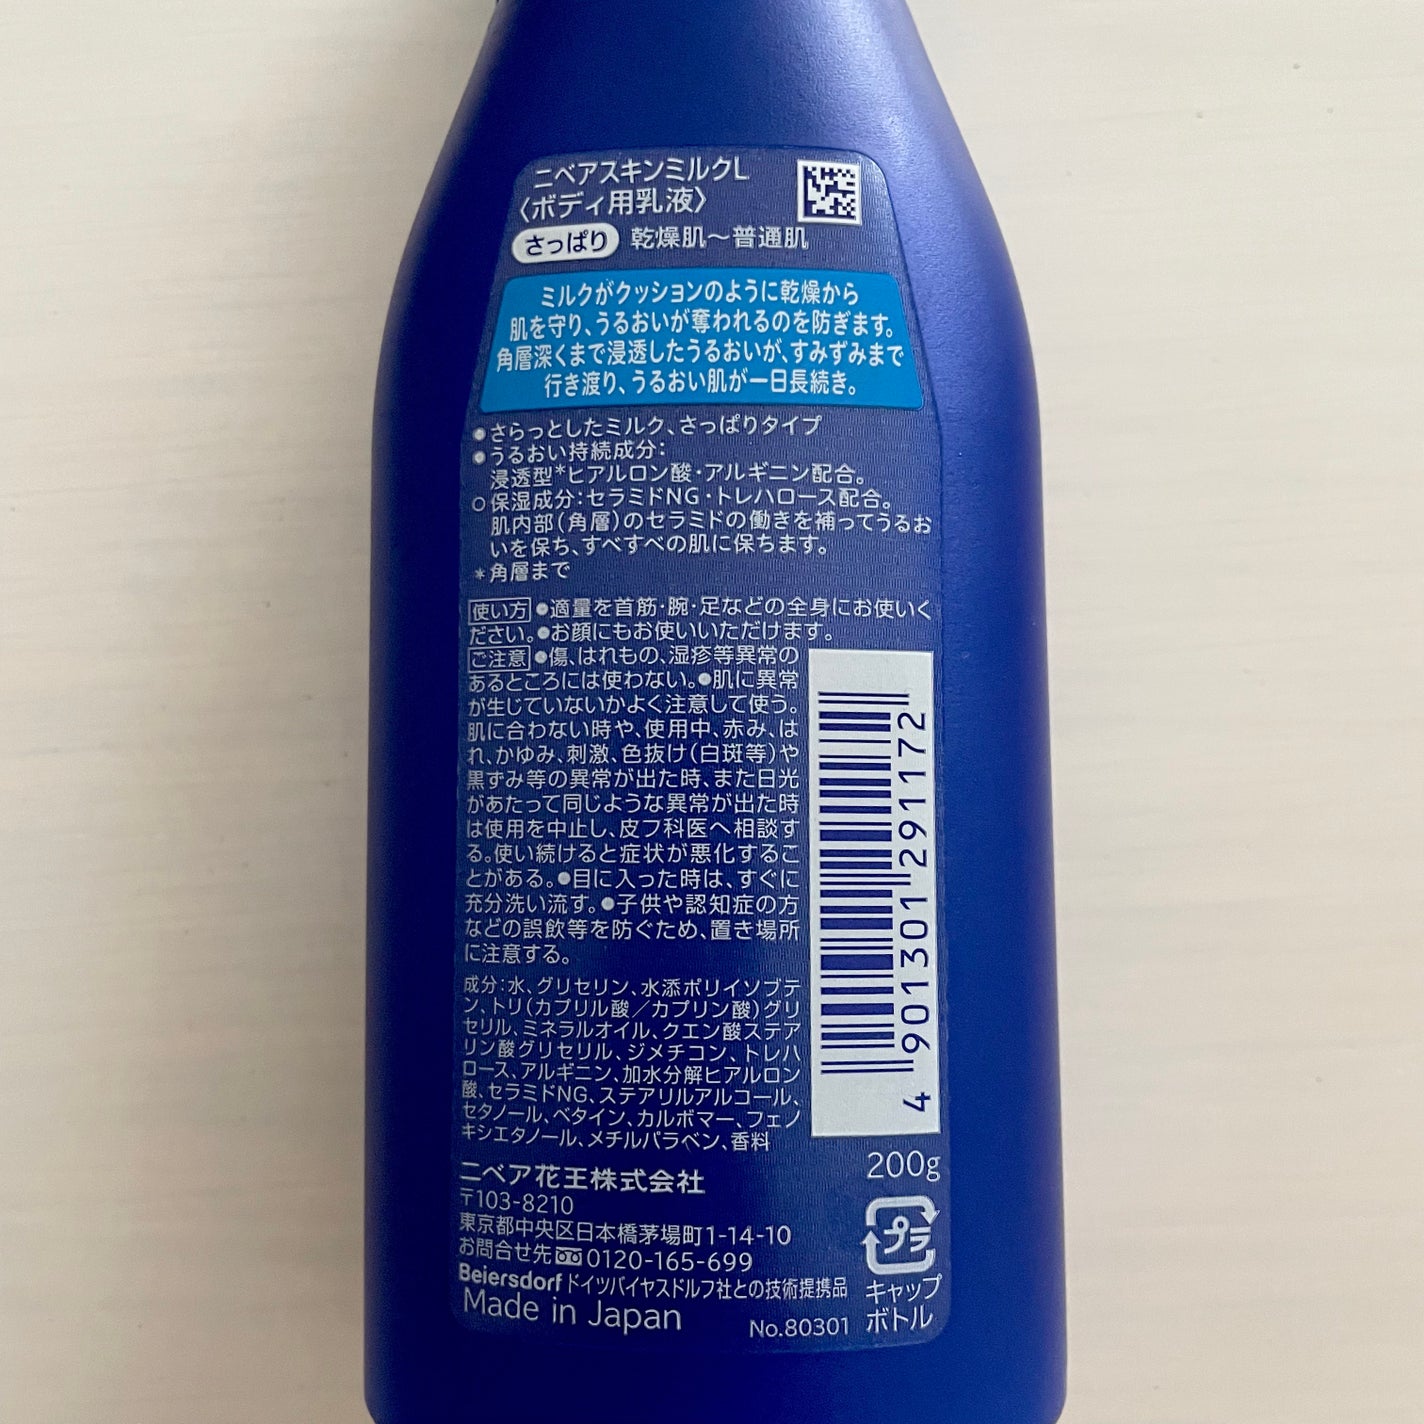 ニベアスキンミルクL
〈ボディ用乳液〉
さっぱり 乾燥肌～普通肌
ミルクがクッションのように乾燥から
肌を守り、うるおいが奪われるのを防ぎます。
角層深くまで浸透したうるおいが、すみずみまで
行き渡り、うるおい肌が一日長続き。
●さらっとしたミルク、さっぱりタイプ
●うるおい持続成分：
浸透型*ヒアルロン酸・アルギニン配合。
○保湿成分：セラミドNG・トレハロース配合。
肌内部（角層）のセラミドの働きを補ってうるお
いを保ち、すべすべの肌に保ちます。
*角層まで
使い方 ●適量を首筋・腕・足などの全身にお使いく
ださい。●お顔にもお使いいただけます。
ご注意 ●傷、はれもの、湿疹等異常の
あるところには使わない。●肌に異常
が生じていないかよく注意して使う。
肌に合わない時や、使用中、赤み、は
れ、かゆみ、刺激、色抜け（白斑等）や
黒ずみ等の異常が出た時、また日光
があたって同じような異常が出た時
は使用を中止し、皮フ科医へ相談す
る。使い続けると症状が悪化するこ
とがある。●目に入った時は、すぐに
充分洗い流す。●子供や認知症の方
などの誤飲等を防ぐため、置き場所
に注意する。
成分：水、グリセリン、水添ポリイソブテ
ン、トリ（カプリル酸／カプリン酸）グリ
セリル、ミネラルオイル、クエン酸ステア
リン酸グリセリル、ジメチコン、トレハ
ロース、アルギニン、加水分解ヒアルロン
酸、セラミドNG、ステアリルアルコール、
セタノール、ベタイン、カルボマー、フェノ
キシエタノール、メチルパラベン、香料
4 901301 291172
200g
ニベア花王株式会社
〒103-8210
東京都中央区日本橋茅場町1-14-10
お問合せ先 0120-165-699
Beiersdorf ドイツバイヤスドルフ社との技術提携品
Made in Japan
No.80301
プラ
キャップ
ボトル